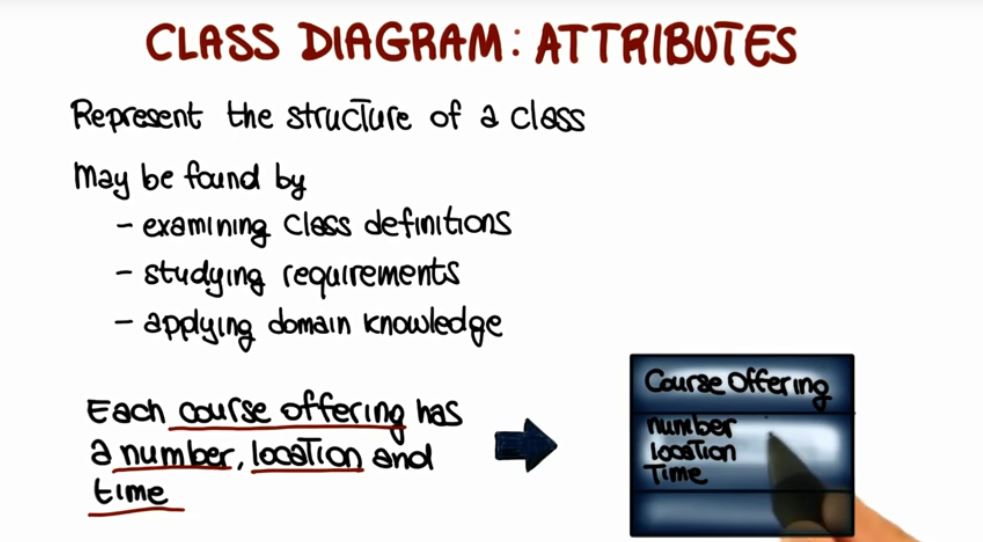 CLASS DIAGRAM: ATTRIBUTES
Represent the structure of a class
May be found by
- examining class definitions
- studying requirements
- applying domain knowledge
Each course offering has
a number, location and
time
Course Offering
number
location
Time